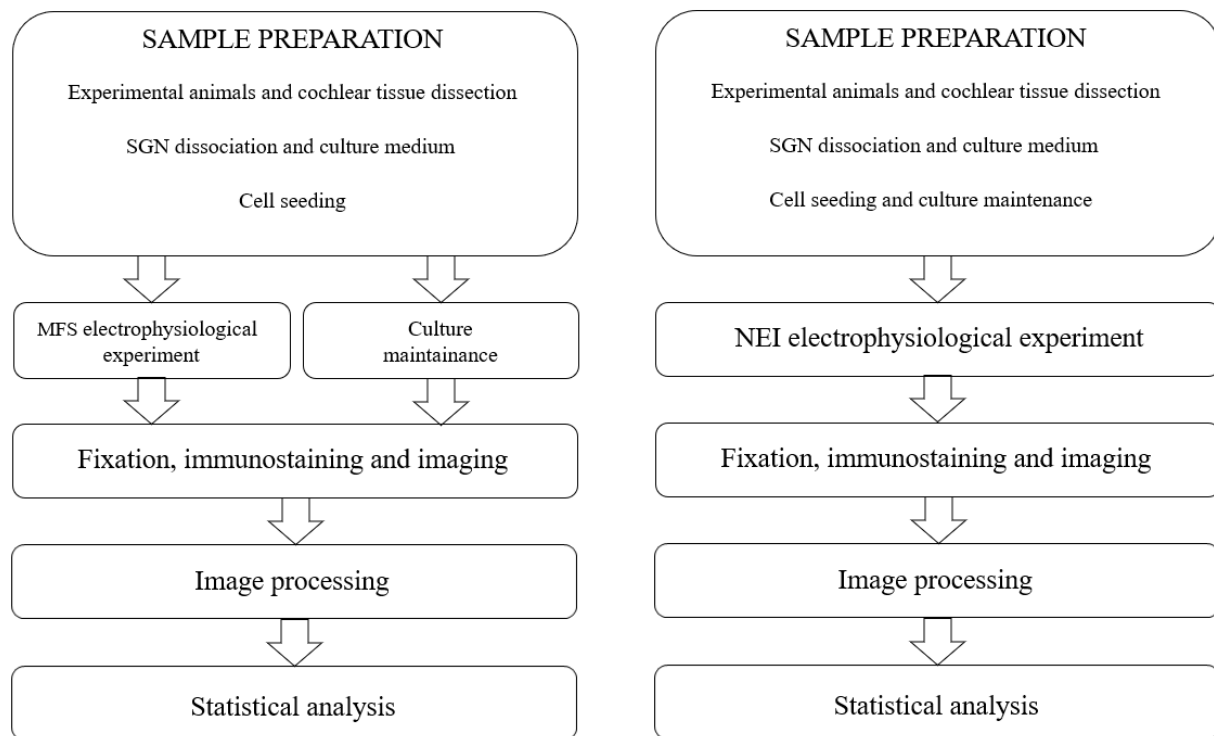 SAMPLE PREPARATION
Experimental animals and cochlear tissue dissection
SGN dissociation and culture medium
Cell seeding
MFS electrophysiological
experiment
Culture
maintainance
Fixation, immunostaining and imaging
Image processing
Statistical analysis
SAMPLE PREPARATION
Experimental animals and cochlear tissue dissection
SGN dissociation and culture medium
Cell seeding and culture maintenance
NEI electrophysiological experiment
Fixation, immunostaining and imaging
Image processing
Statistical analysis